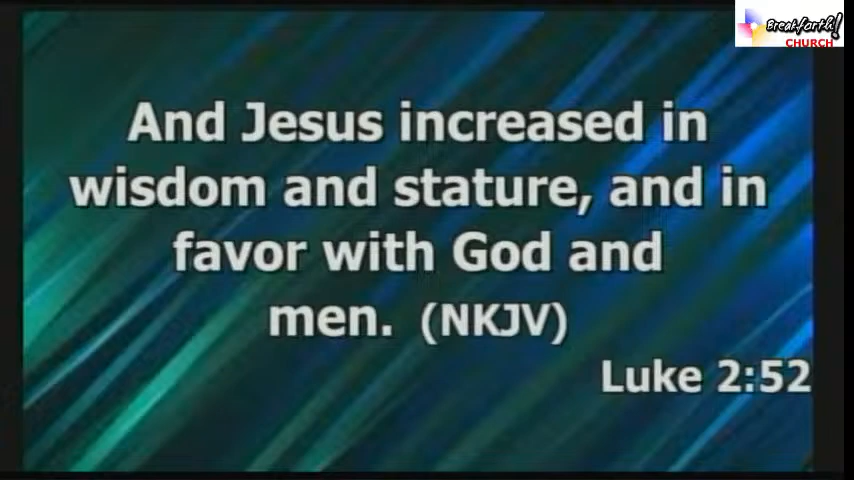 Breakforth!
CHURCH
And Jesus increased in
wisdom and stature, and in
favor with God and
men. (NKJV)
Luke 2:52